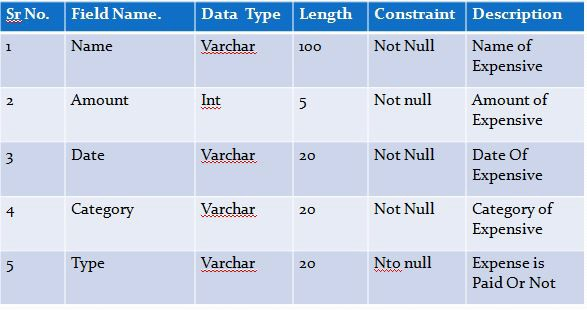 Sr No. Field Name. Data Type Length Constraint Description
1 Name Varchar 100 Not Null Name of
Expensive
2 Amount Int 5 Not null Amount of
Expensive
3 Date Varchar 20 Not Null Date Of
Expensive
4 Category Varchar 20 Not Null Category of
Expensive
5 Type Varchar 20 Nto null Expense is
Paid Or Not